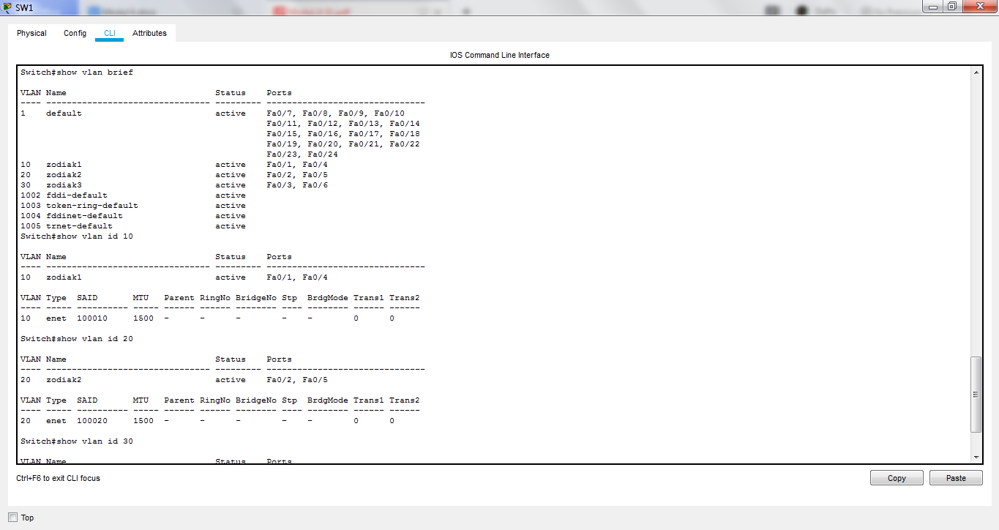 SW1
Physical Config CLI Attributes
IOS Command Line Interface
Switch#show vlan brief
VLAN Name                             Status    Ports
---- -------------------------------- --------- -------------------------------
1    default                          active    Fa0/7, Fa0/8, Fa0/9, Fa0/10
                                                Fa0/11, Fa0/12, Fa0/13, Fa0/14
                                                Fa0/15, Fa0/16, Fa0/17, Fa0/18
                                                Fa0/19, Fa0/20, Fa0/21, Fa0/22
                                                Fa0/23, Fa0/24
10   zodiak1                          active    Fa0/1, Fa0/4
20   zodiak2                          active    Fa0/2, Fa0/5
30   zodiak3                          active    Fa0/3, Fa0/6
1002 fddi-default                     active
1003 token-ring-default               active
1004 fddinet-default                  active
1005 trnet-default                    active
Switch#show vlan id 10
VLAN Name                             Status    Ports
---- -------------------------------- --------- -------------------------------
10   zodiak1                          active    Fa0/1, Fa0/4
VLAN Type  SAID       MTU   Parent RingNo BridgeNo Stp  BrdgMode Trans1 Trans2
---- ----- ---------- ----- ------ ------ -------- ---- -------- ------ ------
10   enet  100010     1500  -      -      -        -    -        0      0
Switch#show vlan id 20
VLAN Name                             Status    Ports
---- -------------------------------- --------- -------------------------------
20   zodiak2                          active    Fa0/2, Fa0/5
VLAN Type  SAID       MTU   Parent RingNo BridgeNo Stp  BrdgMode Trans1 Trans2
---- ----- ---------- ----- ------ ------ -------- ---- -------- ------ ------
20   enet  100020     1500  -      -      -        -    -        0      0
Switch#show vlan id 30
VLAN Name                             Status    Ports
Ctrl+F6 to exit CLI focus
Copy Paste
Top